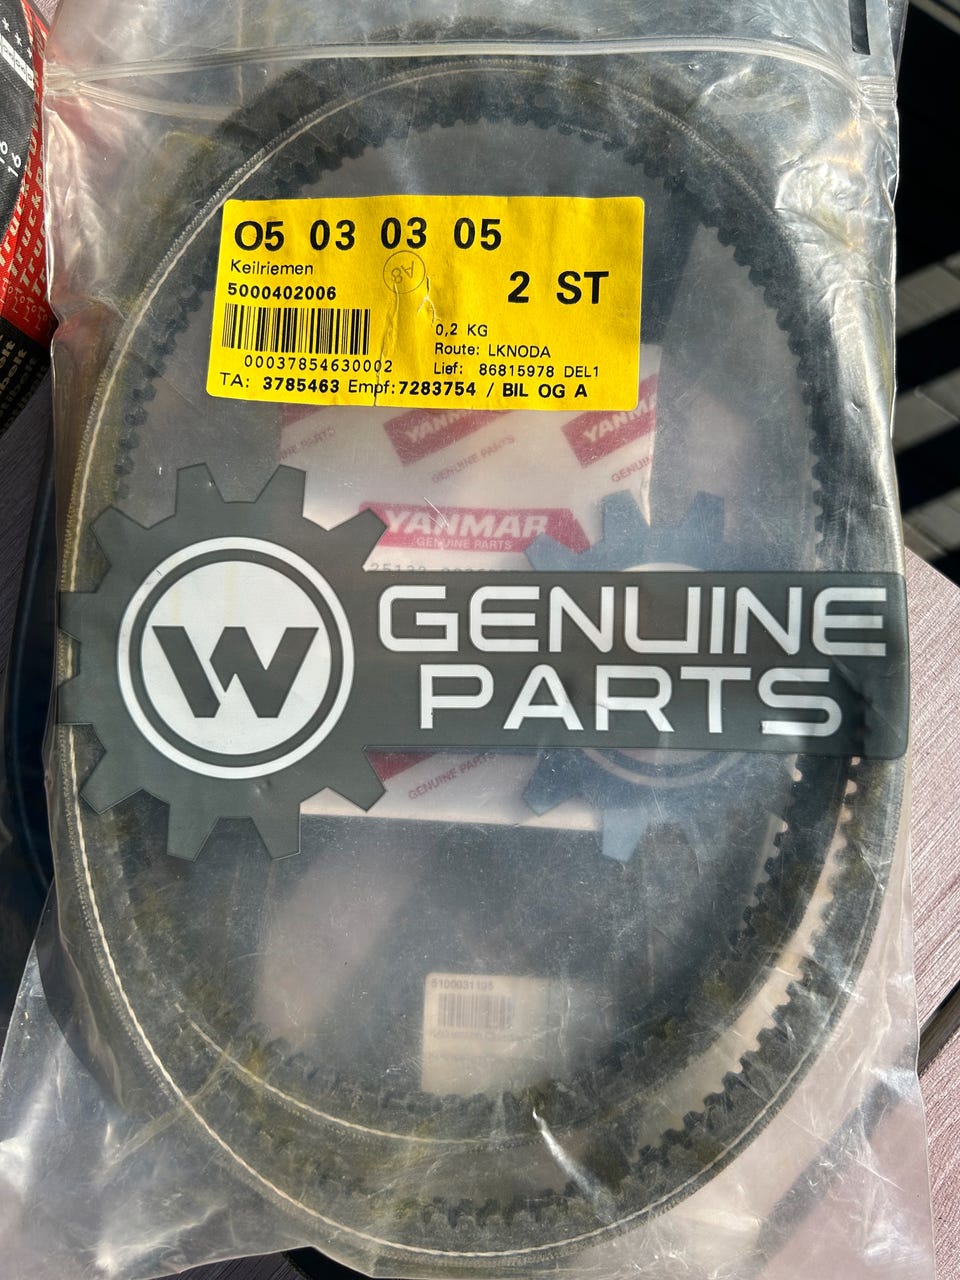 O5 03 03 05
Keilriemen
A8
2 ST
5000402006
0,2 KG
Route: LKNODA
00037854630002
Lief: 86815978 DEL1
TA: 3785463 Empf: 7283754 / BIL OG A
YANMAR
GENUINE PARTS
YANMAR
GENUINE PARTS
YANMAR
GENUINE PARTS
W
GENUINE
PARTS
GENUINE PARTS
5100031195